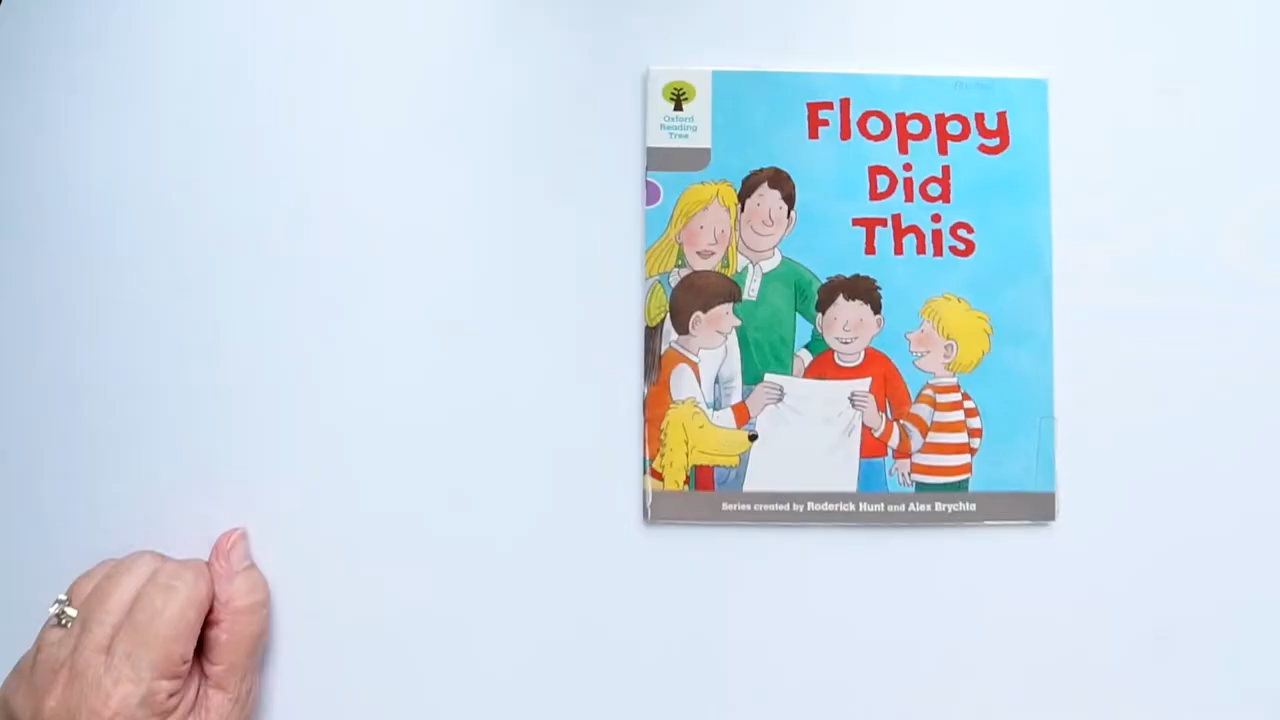 Oxford
Reading
Tree
Floppy
Did
This
Series created by Roderick Hunt and Alex Brychta